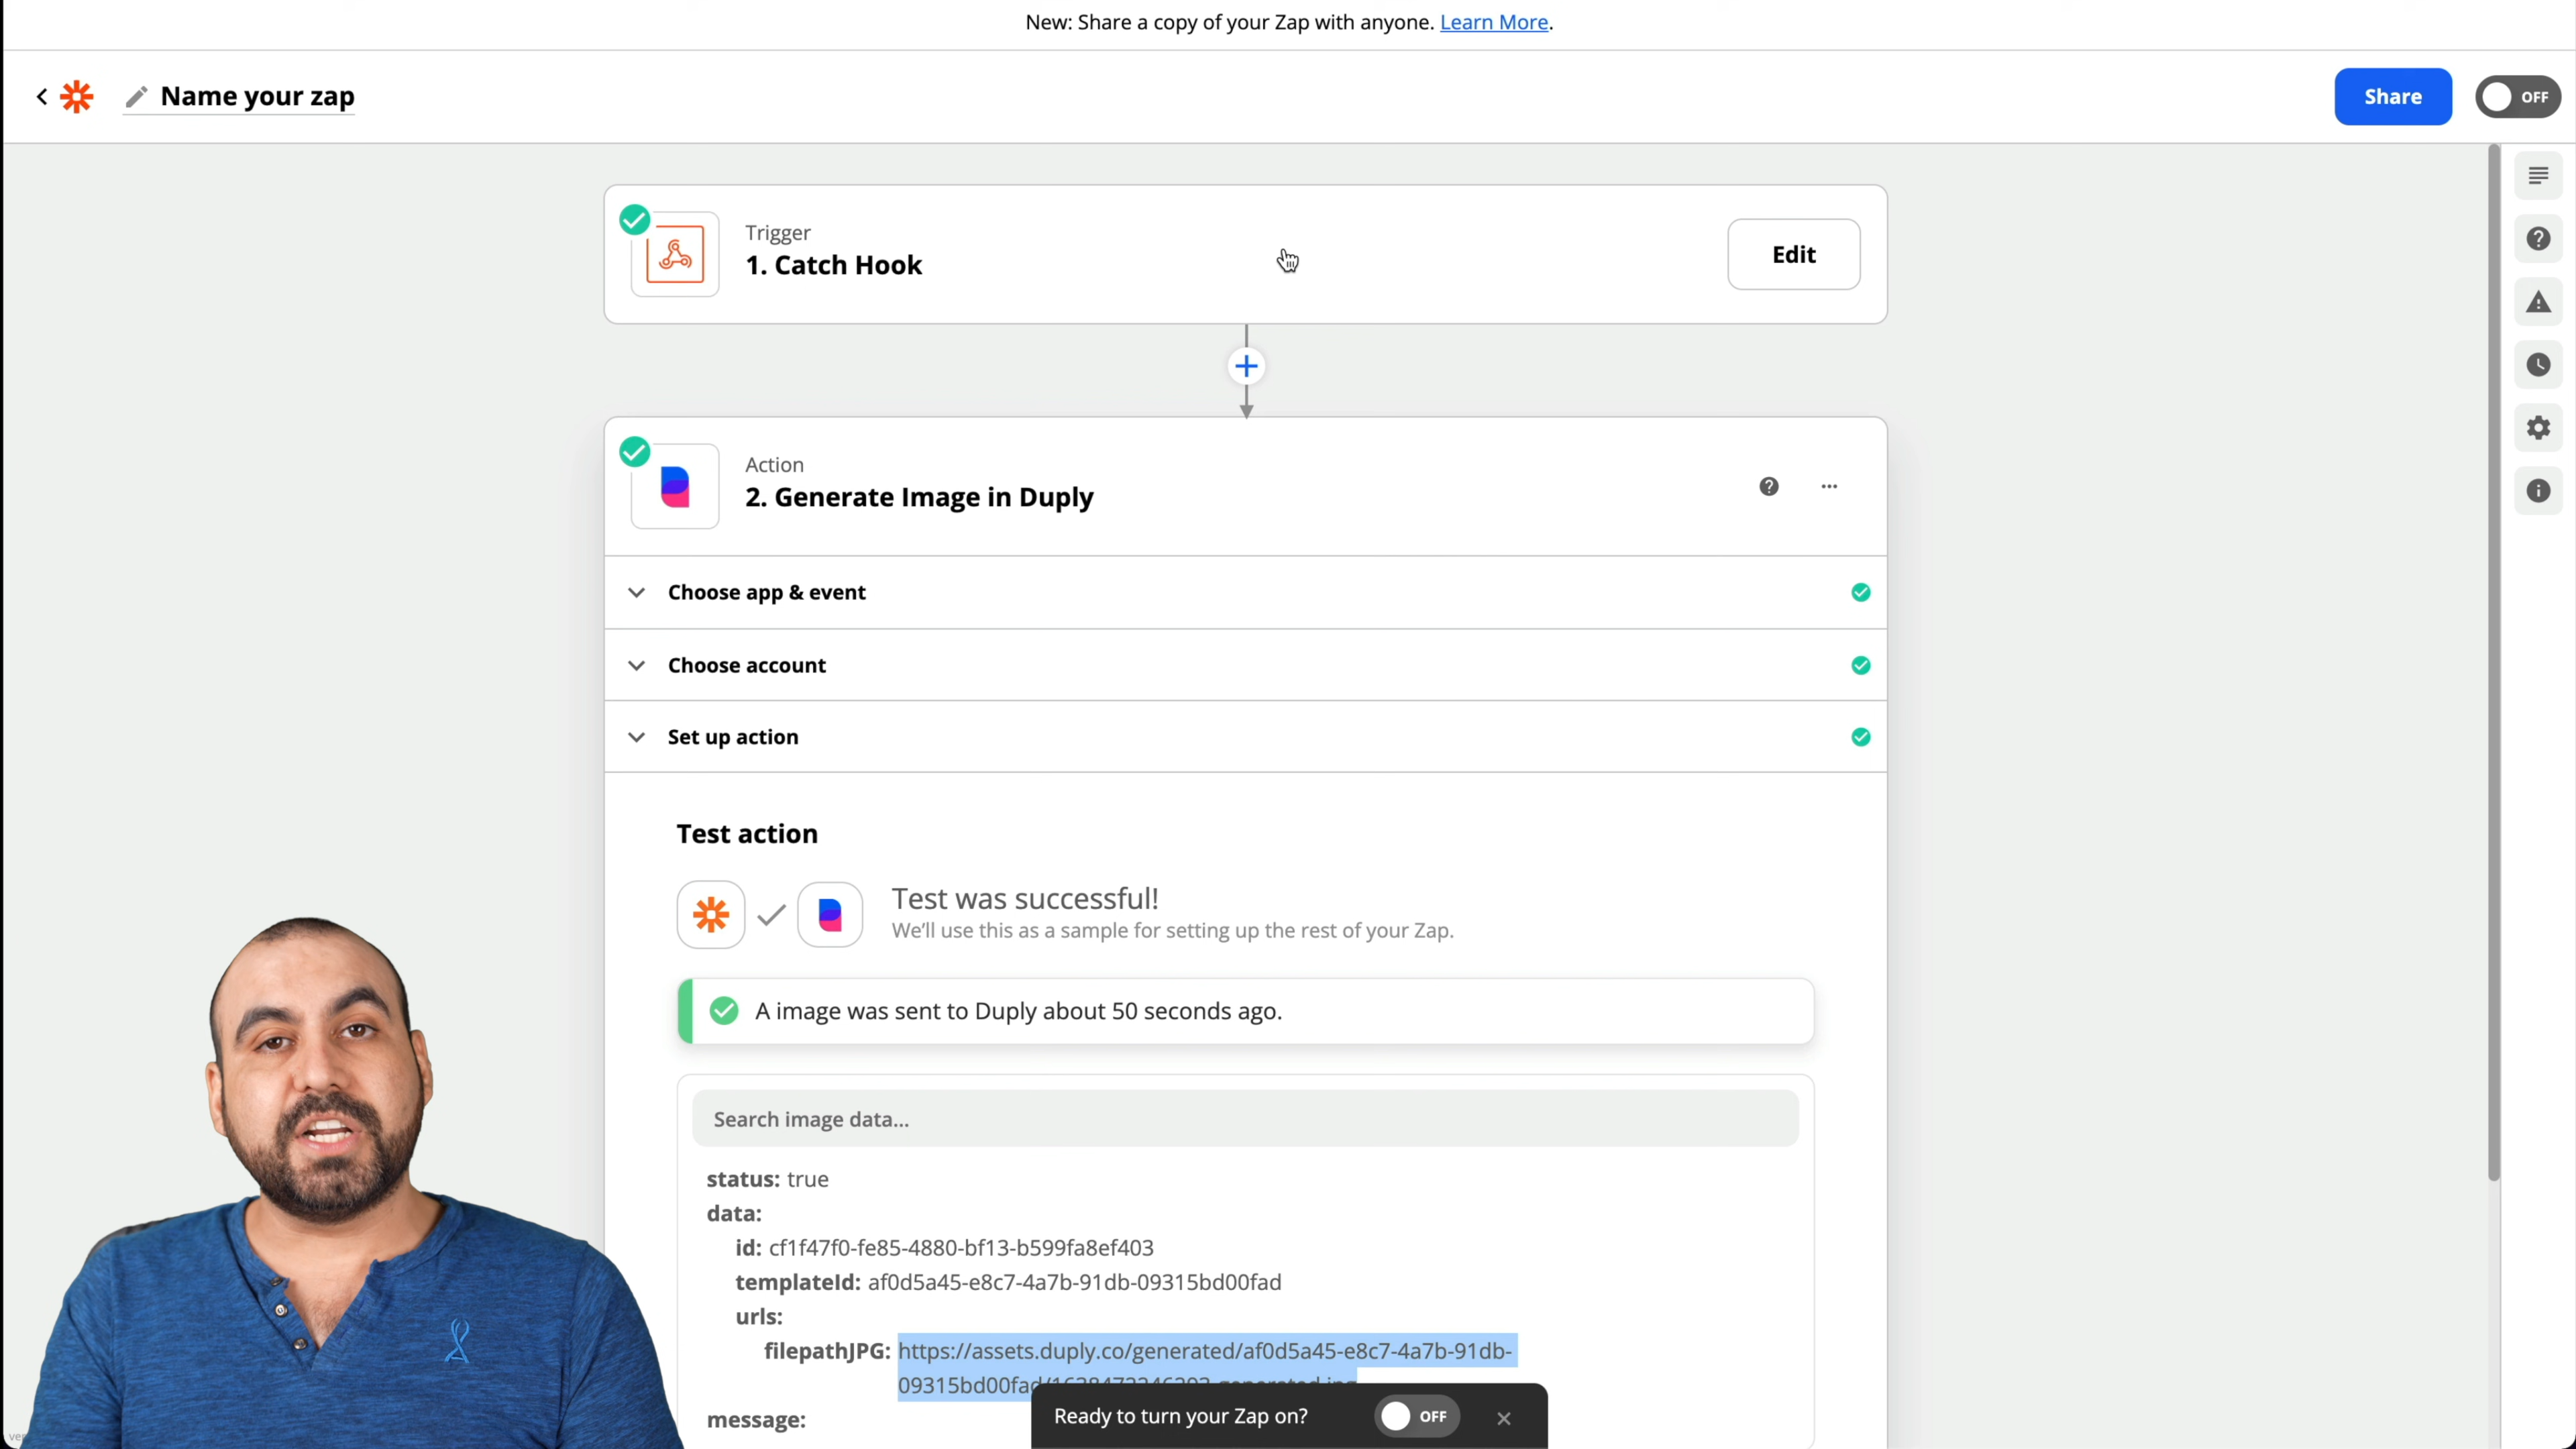 New: Share a copy of your Zap with anyone. Learn More.
Name your zap
Share
OFF
Trigger
1. Catch Hook
Edit
Action
2. Generate Image in Duply
Choose app & event
Choose account
Set up action
Test action
Test was successful!
We'll use this as a sample for setting up the rest of your Zap.
A image was sent to Duply about 50 seconds ago.
Search image data...
status: true
data:
id: cf1f47f0-fe85-4880-bf13-b599fa8ef403
templateId: af0d5a45-e8c7-4a7b-91db-09315bd00fad
urls:
filepathJPG: https://assets.duply.co/generated/af0d5a45-e8c7-4a7b-91db-
message:
Ready to turn your Zap on?
OFF